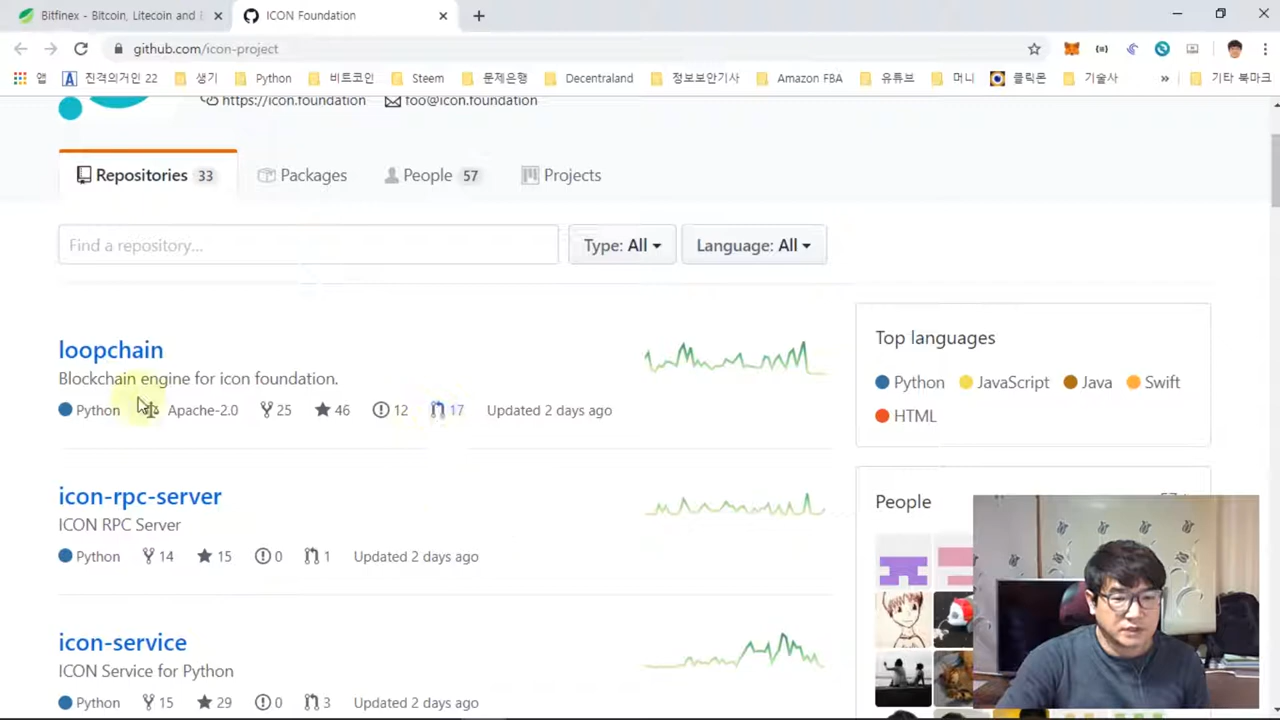 Bitfinex - Bitcoin, Litecoin and E
ICON Foundation
github.com/icon-project
앱
진격의거인 22
생기
Python
비트코인
Steem
문제은행
Decentraland
정보보안기사
Amazon FBA
유튜브
머니
클릭몬
기술사
기타 북마크
https://icon.foundation
foo@icon.foundation
Repositories 33
Packages
People 57
Projects
Find a repository...
Type: All
Language: All
loopchain
Blockchain engine for icon foundation.
Python Apache-2.0 25 46 12 17 Updated 2 days ago
icon-rpc-server
ICON RPC Server
Python 14 15 0 1 Updated 2 days ago
icon-service
ICON Service for Python
Python 15 29 0 3 Updated 2 days ago
Top languages
Python JavaScript Java Swift
HTML
People